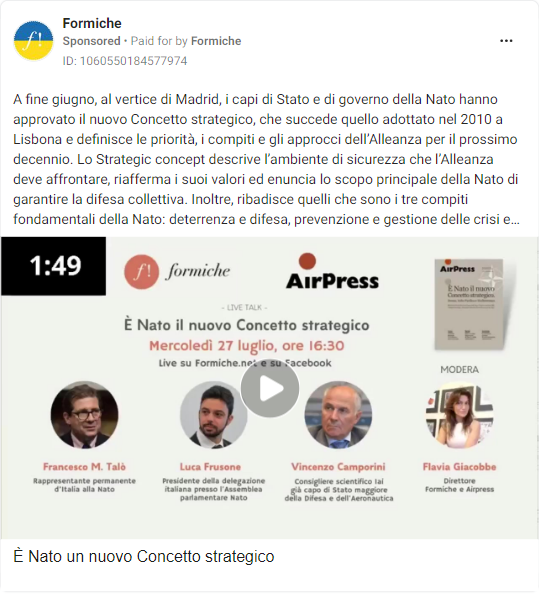 Formiche
Sponsored • Paid for by Formiche
ID: 1060550184577974
A fine giugno, al vertice di Madrid, i capi di Stato e di governo della Nato hanno
approvato il nuovo Concetto strategico, che succede quello adottato nel 2010 a
Lisbona e definisce le priorità, i compiti e gli approcci dell'Alleanza per il prossimo
decennio. Lo Strategic concept descrive l'ambiente di sicurezza che l'Alleanza
deve affrontare, riafferma i suoi valori ed enuncia lo scopo principale della Nato di
garantire la difesa collettiva. Inoltre, ribadisce quelli che sono i tre compiti
fondamentali della Nato: deterrenza e difesa, prevenzione e gestione delle crisi e...
1:49
f! formiche
AirPress
- LIVE TALK -
È Nato il nuovo Concetto strategico
Mercoledì 27 luglio, ore 16:30
Live su Formiche.net e su Facebook
AirPress
È Nato il nuovo
Concetto strategico
MODERA
Francesco M. Talò
Rappresentante permanente
d'Italia alla Nato
Luca Frusone
Presidente della delegazione
italiana presso l'Assemblea
parlamentare Nato
Vincenzo Camporini
Consigliere scientifico Iai
già capo di Stato maggiore
della Difesa e dell'Aeronautica
Flavia Giacobbe
Direttore
Formiche e Airpress
È Nato un nuovo Concetto strategico